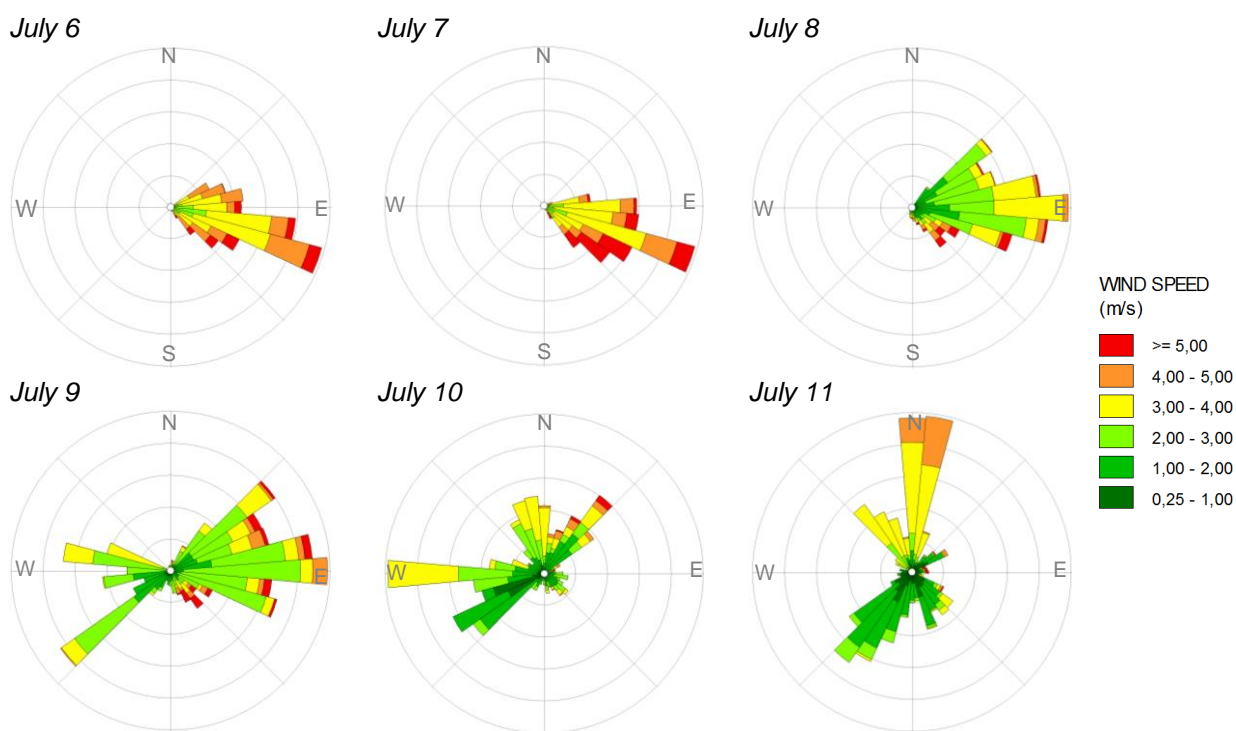 July 6
July 7
July 8
N
N
N
W
E
W
E
W
E
S
S
S
WIND SPEED
(m/s)
>= 5,00
4,00 - 5,00
3,00 - 4,00
2,00 - 3,00
1,00 - 2,00
0,25 - 1,00
July 9
July 10
July 11
N
N
N
W
E
W
E
W
E